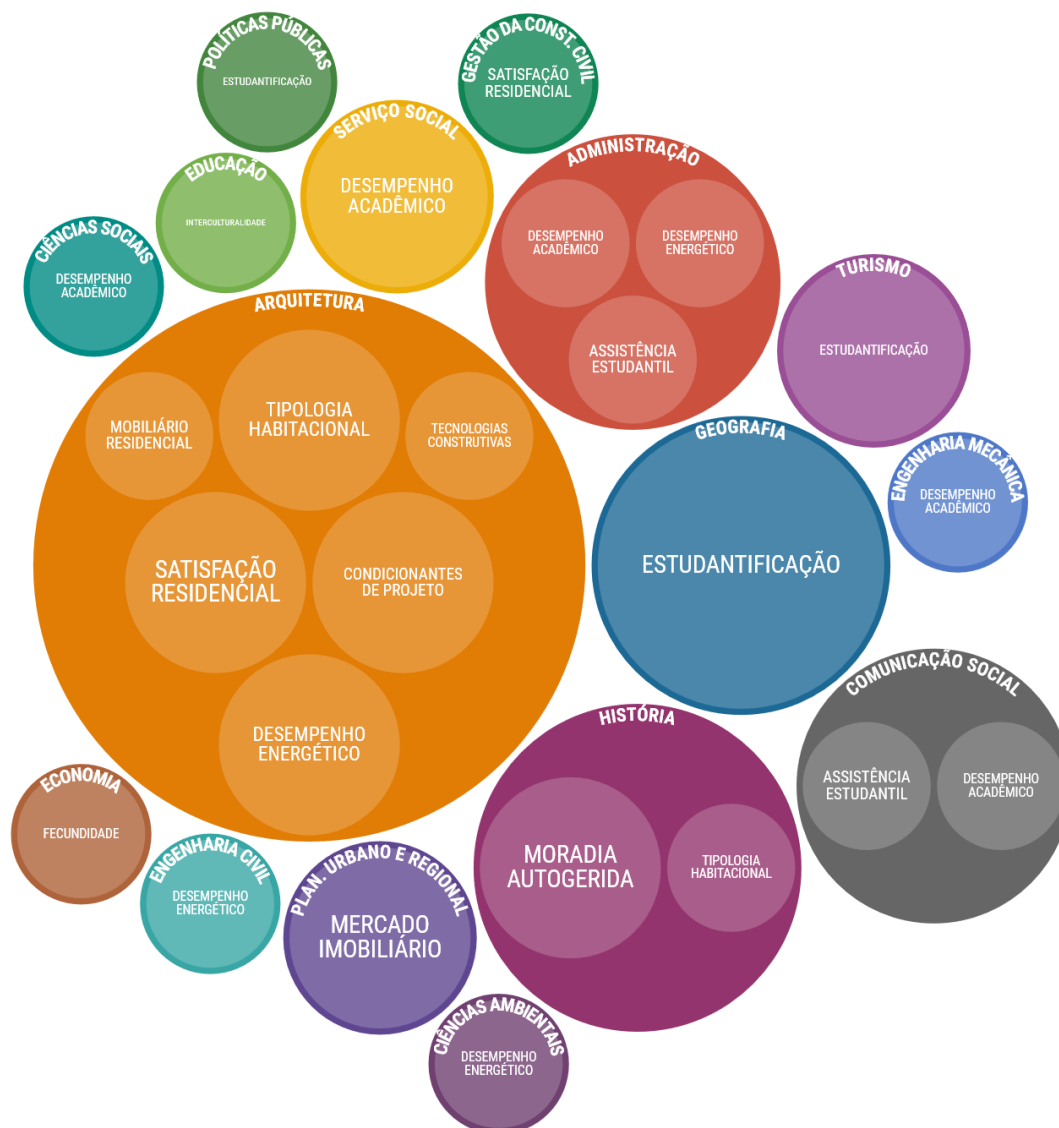 POLÍTICAS PÚBLICAS
ESTUDANTIFICAÇÃO
GESTÃO DA CONST. CIVIL
SATISFAÇÃO
RESIDENCIAL
SERVIÇO SOCIAL
DESEMPENHO
ACADÊMICO
EDUCAÇÃO
INTERCULTURALIDADE
ADMINISTRAÇÃO
DESEMPENHO
ACADÊMICO
DESEMPENHO
ENERGÉTICO
ASSISTÊNCIA
ESTUDANTIL
CIÊNCIAS SOCIAIS
DESEMPENHO
ACADÊMICO
TURISMO
ESTUDANTIFICAÇÃO
ARQUITETURA
MOBILIÁRIO
RESIDENCIAL
TIPOLOGIA
HABITACIONAL
TECNOLOGIAS
CONSTRUTIVAS
SATISFAÇÃO
RESIDENCIAL
CONDICIONANTES
DE PROJETO
DESEMPENHO
ENERGÉTICO
GEOGRAFIA
ESTUDANTIFICAÇÃO
ENGENHARIA MECÂNICA
DESEMPENHO
ACADÊMICO
COMUNICAÇÃO SOCIAL
ASSISTÊNCIA
ESTUDANTIL
DESEMPENHO
ACADÊMICO
HISTÓRIA
MORADIA
AUTOGERIDA
TIPOLOGIA
HABITACIONAL
ECONOMIA
FECUNDIDADE
ENGENHARIA CIVIL
DESEMPENHO
ENERGÉTICO
PLAN. URBANO E REGIONAL
MERCADO
IMOBILIÁRIO
CIÊNCIAS AMBIENTAIS
DESEMPENHO
ENERGÉTICO